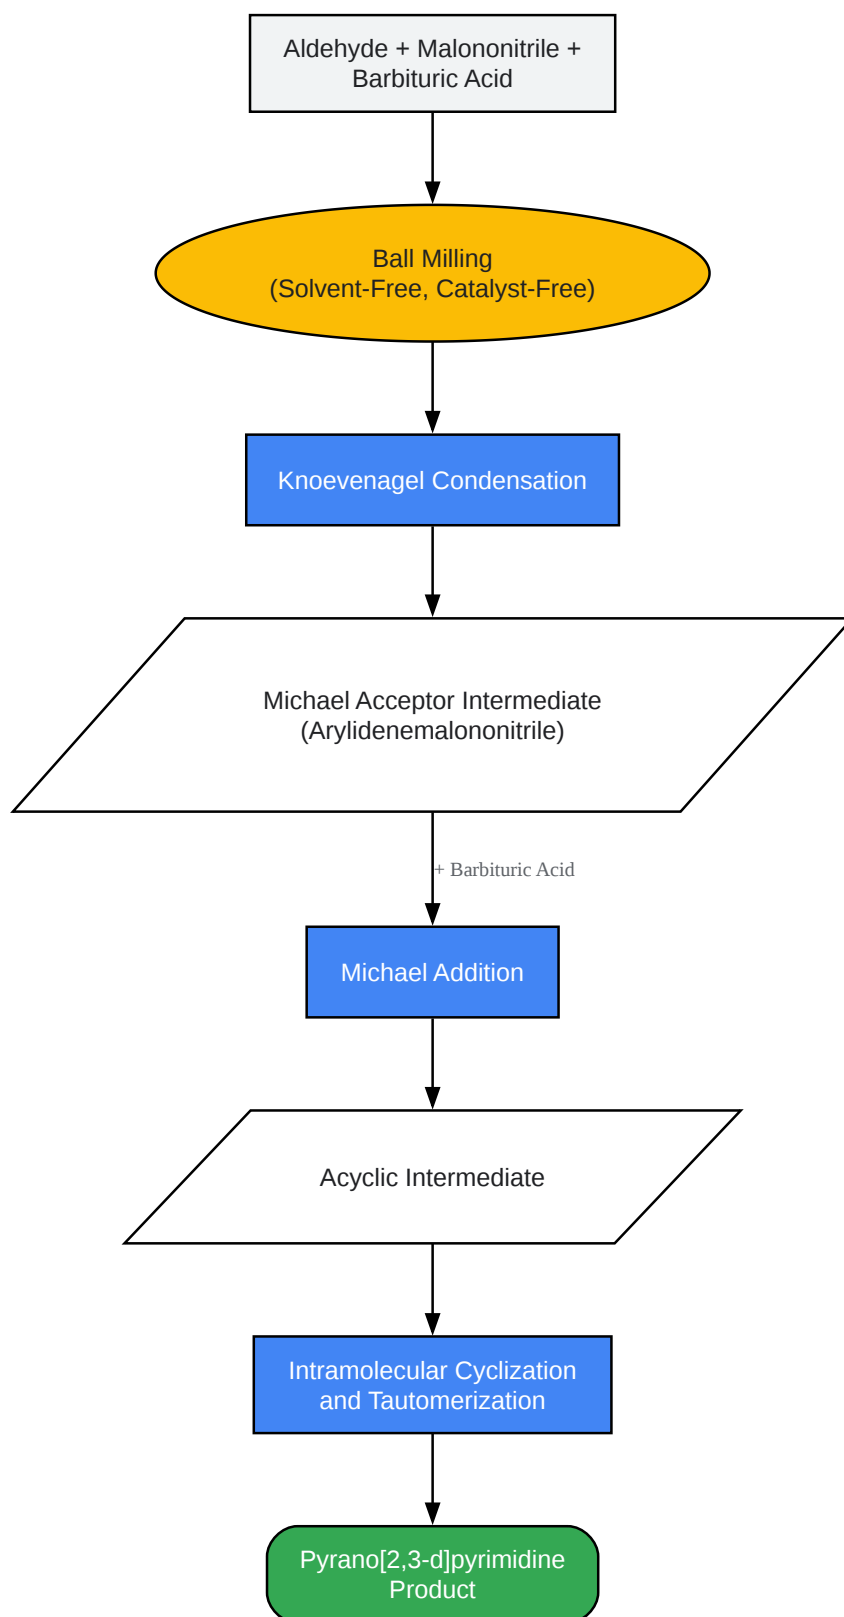 Aldehyde + Malononitrile +
Barbituric Acid
Ball Milling
(Solvent-Free, Catalyst-Free)
Knoevenagel Condensation
Michael Acceptor Intermediate
(Arylidenemalononitrile)
+ Barbituric Acid
Michael Addition
Acyclic Intermediate
Intramolecular Cyclization
and Tautomerization
Pyrano[2,3-d]pyrimidine
Product